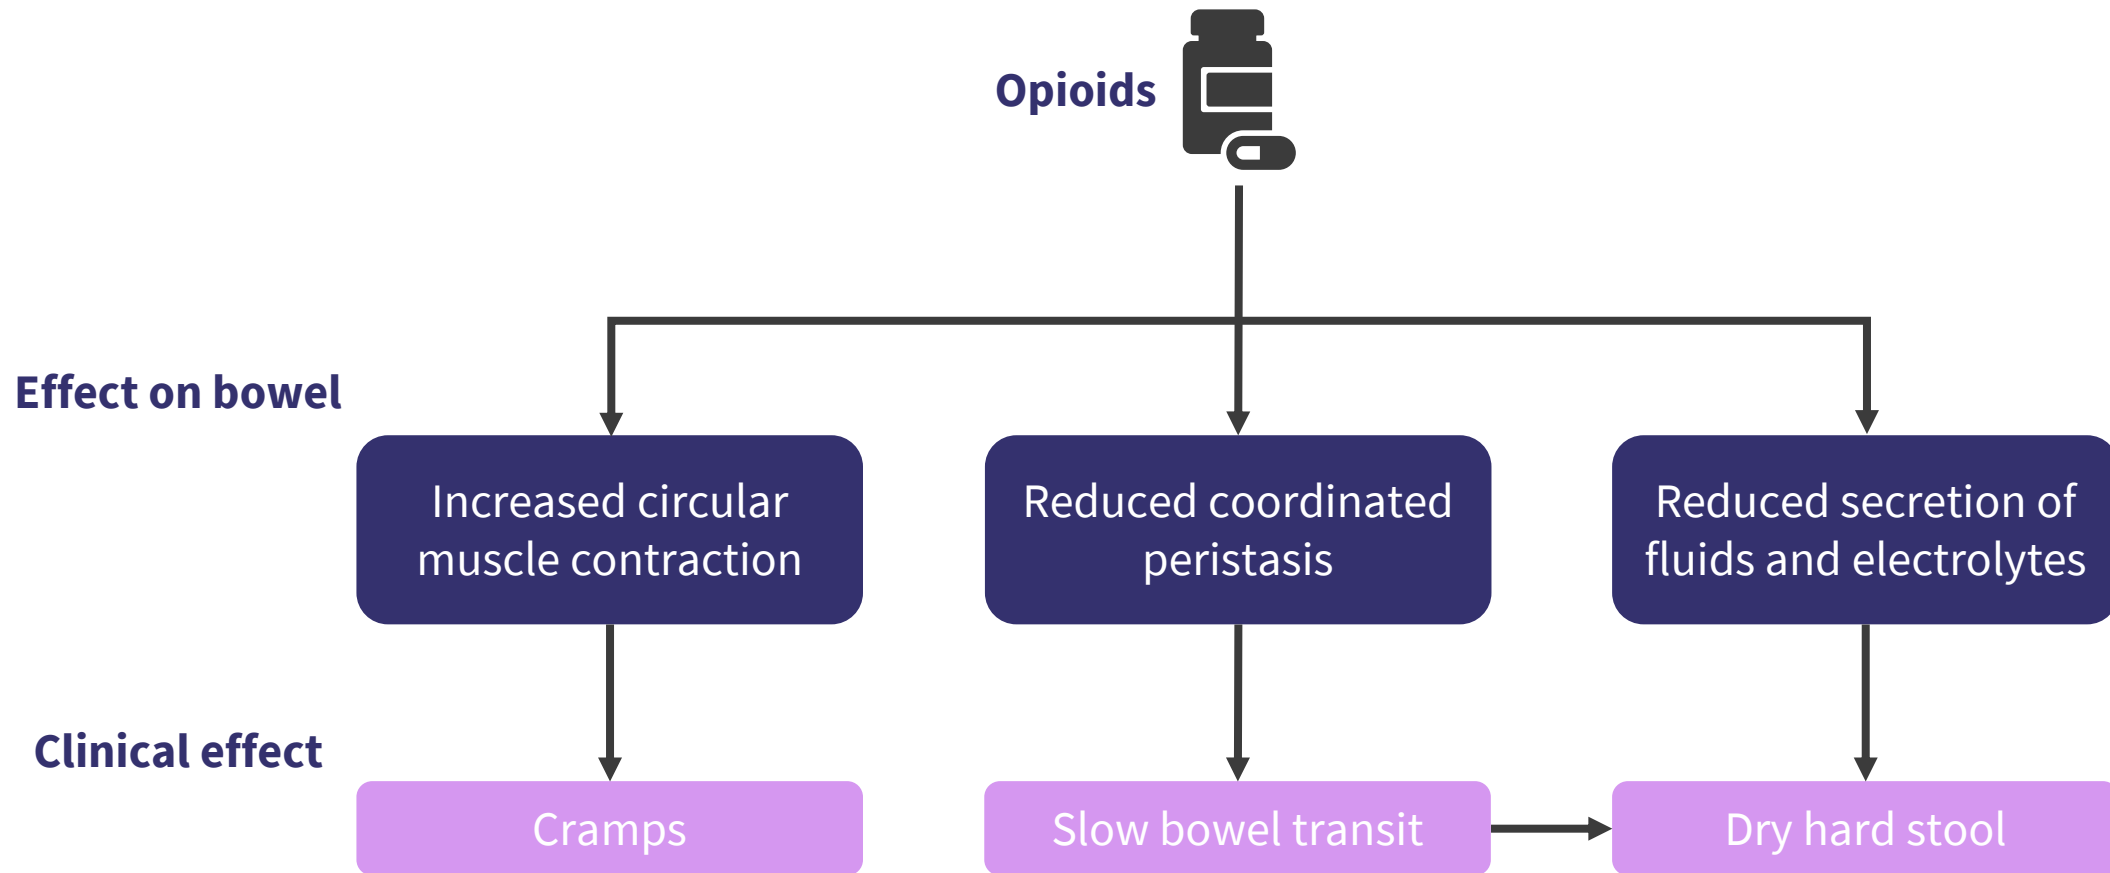 Opioids
Effect on bowel
Increased circular
muscle contraction
Reduced coordinated
peristasis
Reduced secretion of
fluids and electrolytes
Clinical effect
Cramps
Slow bowel transit
Dry hard stool